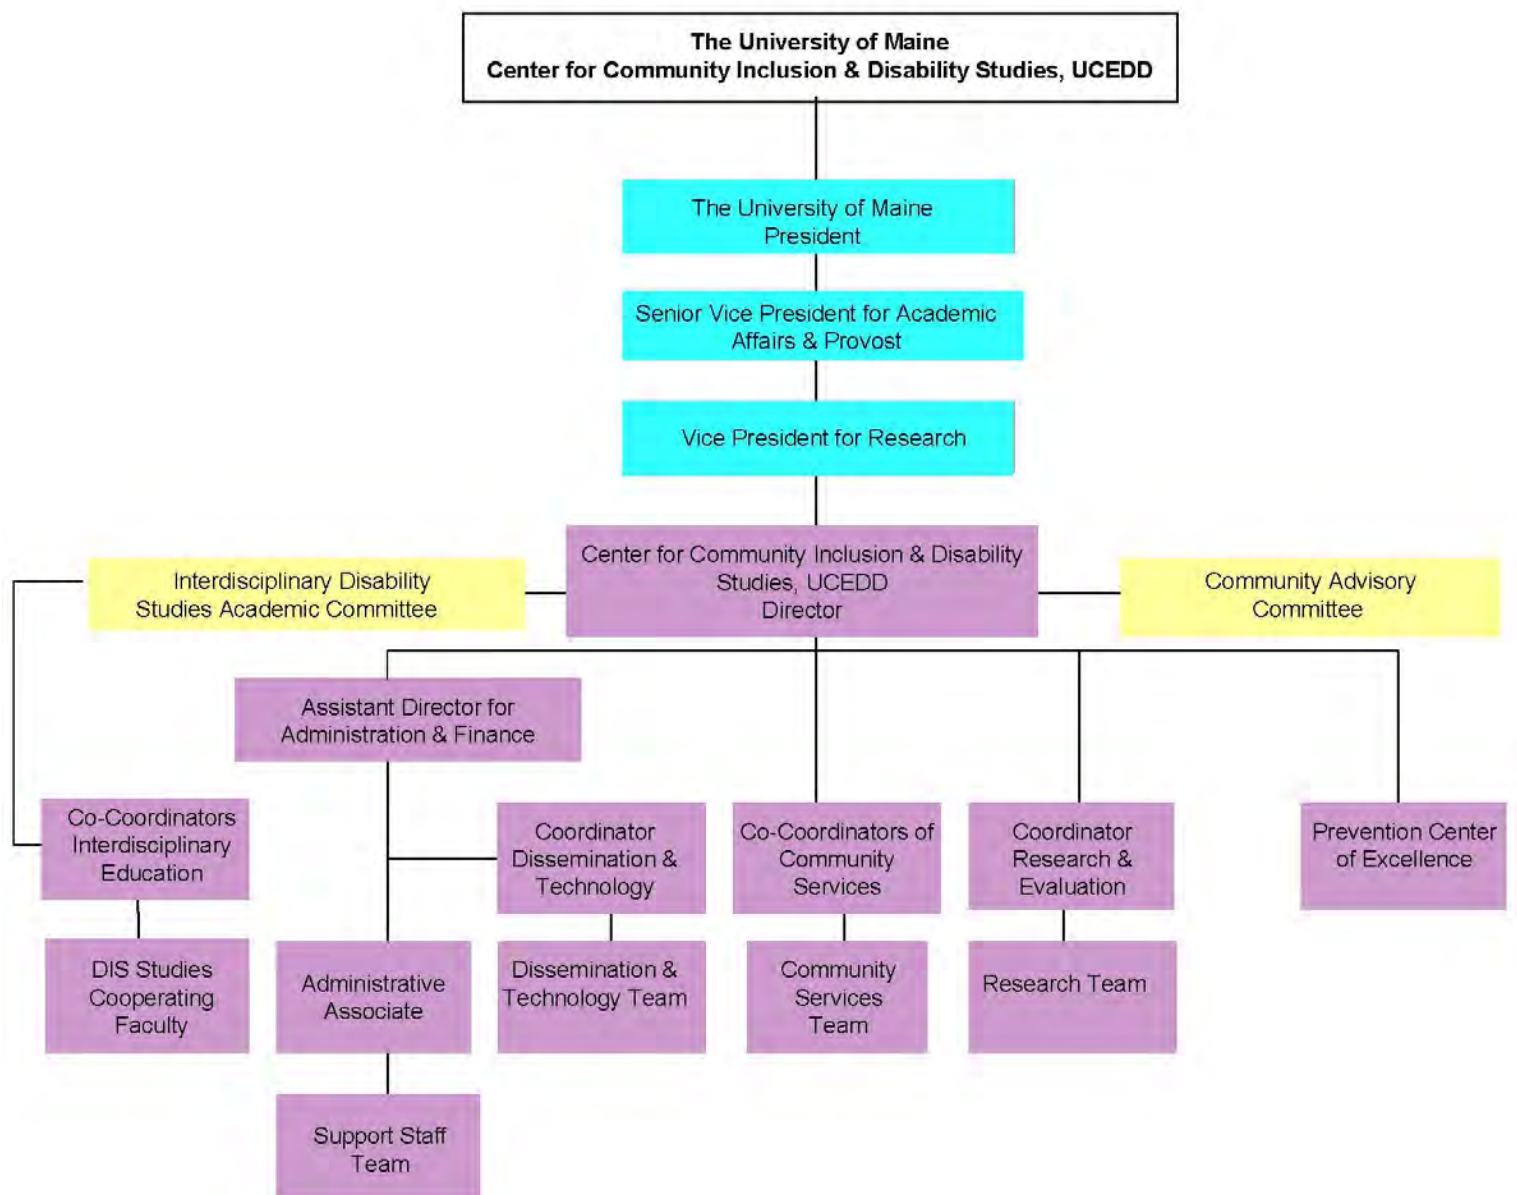 The University of Maine
Center for Community Inclusion & Disability Studies, UCEDD
The University of Maine
President
Senior Vice President for Academic
Affairs & Provost
Vice President for Research
Center for Community Inclusion & Disability
Studies, UCEDD
Director
Interdisciplinary Disability
Studies Academic Committee
Community Advisory
Committee
Assistant Director for
Administration & Finance
Co-Coordinators
Interdisciplinary
Education
Coordinator
Dissemination &
Technology
Co-Coordinators of
Community
Services
Coordinator
Research &
Evaluation
Prevention Center
of Excellence
DIS Studies
Cooperating
Faculty
Administrative
Associate
Dissemination &
Technology Team
Community
Services
Team
Research Team
Support Staff
Team